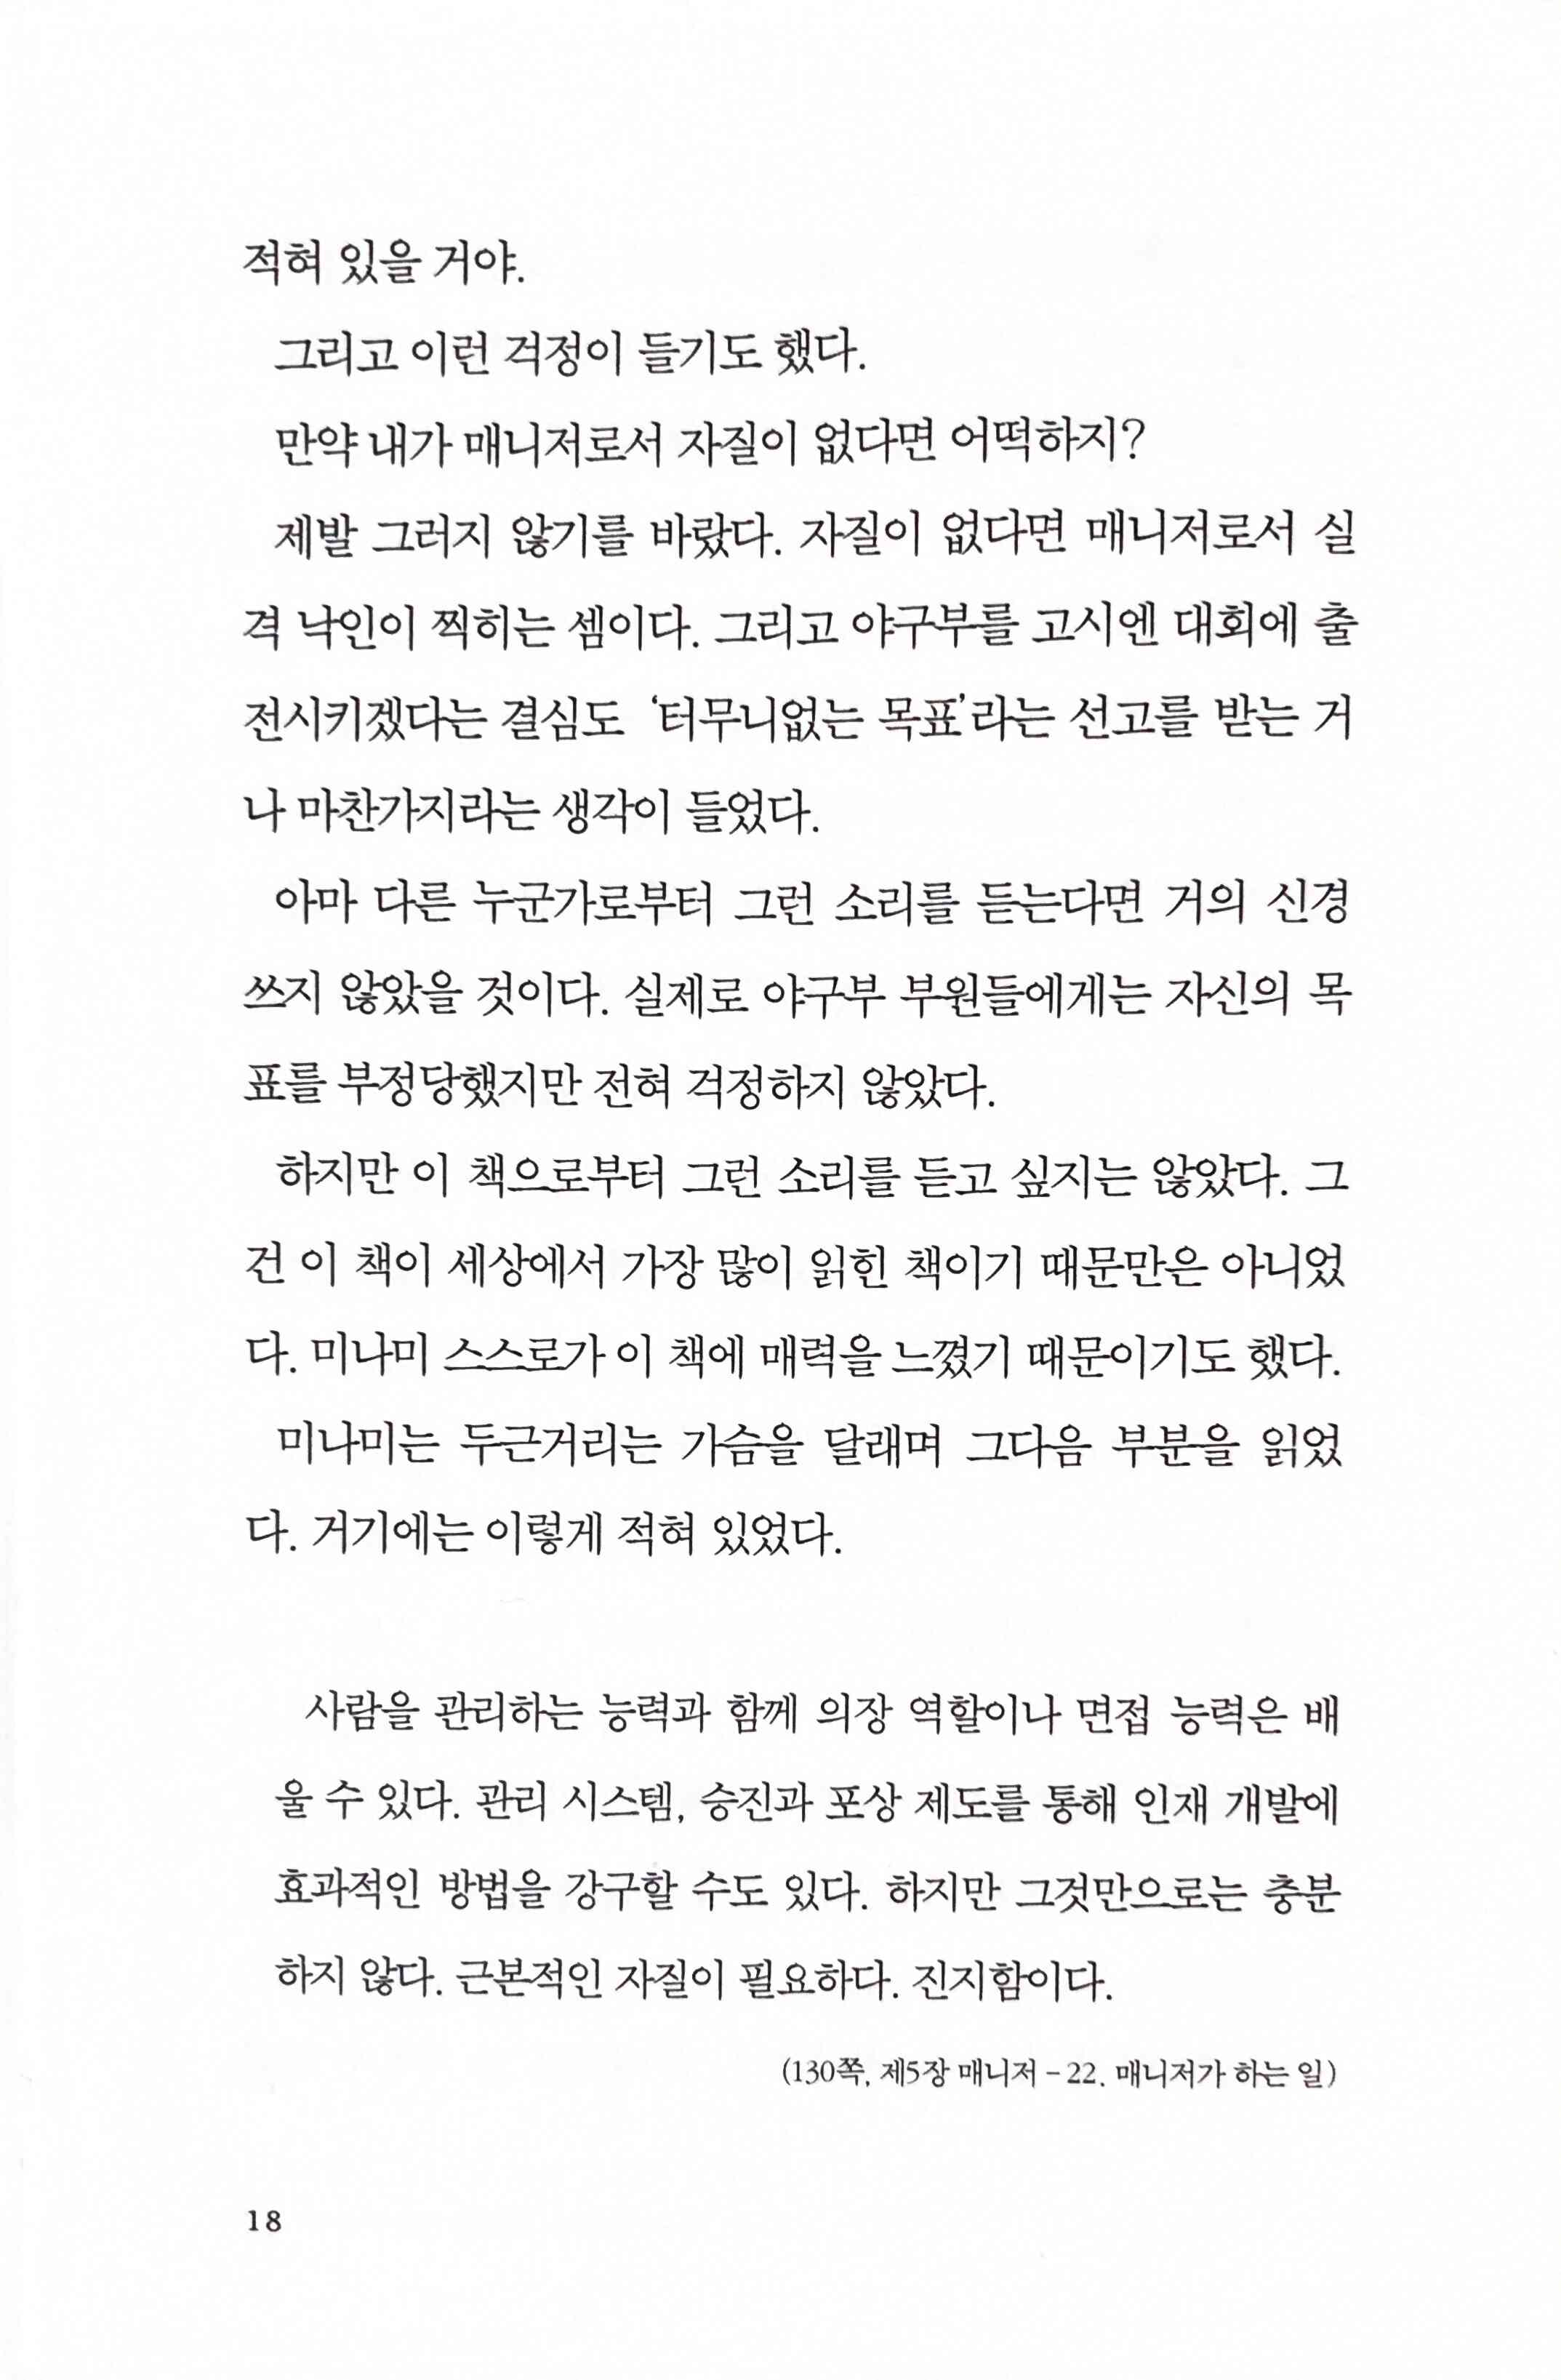 적혀 있을 거야.
그리고 이런 걱정이 들기도 했다.
만약 내가 매니저로서 자질이 없다면 어떡하지?
제발 그러지 않기를 바랐다. 자질이 없다면 매니저로서 실
격 낙인이 찍히는 셈이다. 그리고 야구부를 고시엔 대회에 출
전시키겠다는 결심도 ‘터무니없는 목표’라는 선고를 받는 거
나 마찬가지라는 생각이 들었다.
아마 다른 누군가로부터 그런 소리를 듣는다면 거의 신경
쓰지 않았을 것이다. 실제로 야구부 부원들에게는 자신의 목
표를 부정당했지만 전혀 걱정하지 않았다.
하지만 이 책으로부터 그런 소리를 듣고 싶지는 않았다. 그
건 이 책이 세상에서 가장 많이 읽힌 책이기 때문만은 아니었
다. 미나미 스스로가 이 책에 매력을 느꼈기 때문이기도 했다.
미나미는 두근거리는 가슴을 달래며 그다음 부분을 읽었
다. 거기에는 이렇게 적혀 있었다.
사람을 관리하는 능력과 함께 의장 역할이나 면접 능력은 배
울 수 있다. 관리 시스템, 승진과 포상 제도를 통해 인재 개발에
효과적인 방법을 강구할 수도 있다. 하지만 그것만으로는 충분
하지 않다. 근본적인 자질이 필요하다. 진지함이다.
(130쪽, 제5장 매니저 – 22. 매니저가 하는 일)
18